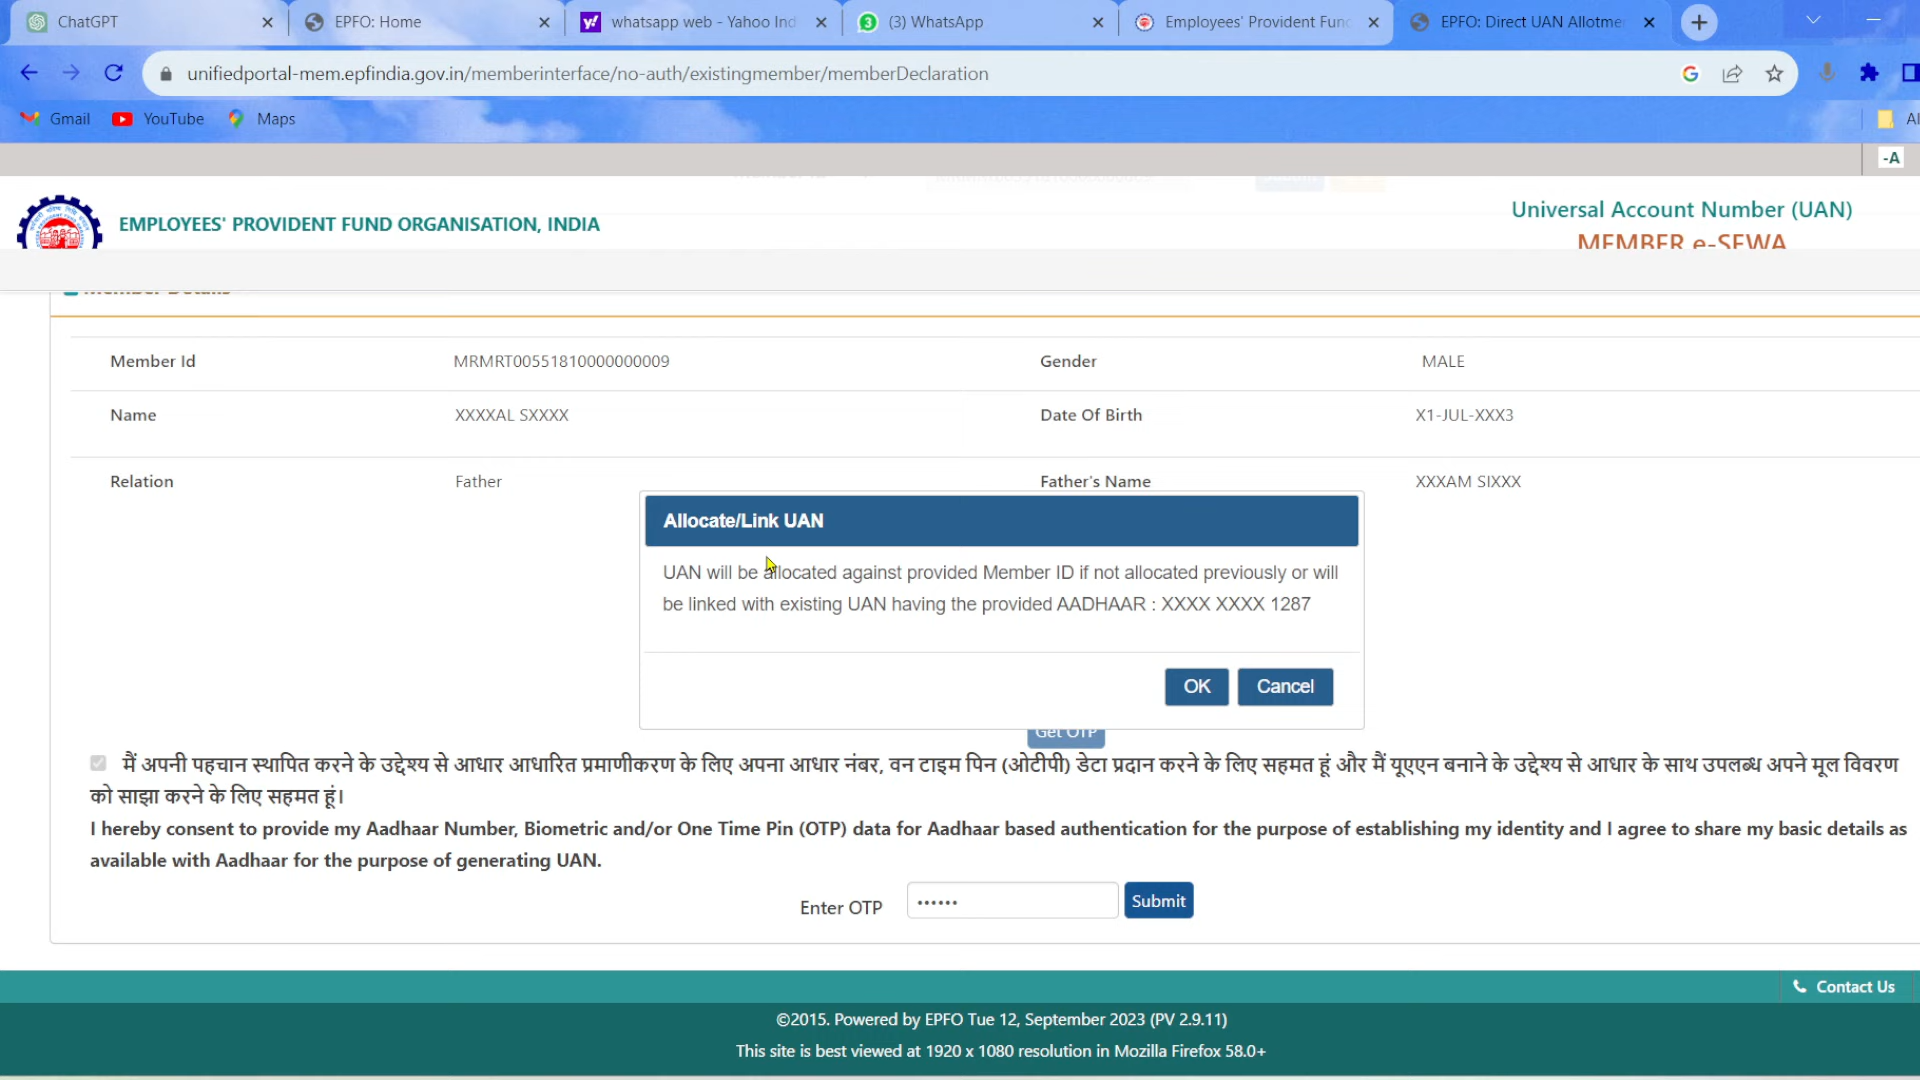 ChatGPT
EPFO: Home
whatsapp web - Yahoo Ind
(3) WhatsApp
Employees' Provident Func
EPFO: Direct UAN Allotme
unifiedportal-mem.epfindia.gov.in/memberinterface/no-auth/existingmember/memberDeclaration
Gmail
YouTube
Maps
-A
EMPLOYEES' PROVIDENT FUND ORGANISATION, INDIA
Universal Account Number (UAN)
MEMBER e-SEWA
Member Details
Member Id MRMRT00551810000000009 Gender MALE
Name XXXXAL SXXXX Date Of Birth X1-JUL-XXX3
Relation Father Father's Name XXXAM SIXXX
Allocate/Link UAN
UAN will be allocated against provided Member ID if not allocated previously or will
be linked with existing UAN having the provided AADHAAR : XXXX XXXX 1287
OK Cancel
Get OTP
मैं अपनी पहचान स्थापित करने के उद्देश्य से आधार आधारित प्रमाणीकरण के लिए अपना आधार नंबर, वन टाइम पिन (ओटीपी) डेटा प्रदान करने के लिए सहमत हूं और मैं यूएएन बनाने के उद्देश्य से आधार के साथ उपलब्ध अपने मूल विवरण
को साझा करने के लिए सहमत हूं।
I hereby consent to provide my Aadhaar Number, Biometric and/or One Time Pin (OTP) data for Aadhaar based authentication for the purpose of establishing my identity and I agree to share my basic details as
available with Aadhaar for the purpose of generating UAN.
Enter OTP •••••• Submit
Contact Us
©2015. Powered by EPFO Tue 12, September 2023 (PV 2.9.11)
This site is best viewed at 1920 x 1080 resolution in Mozilla Firefox 58.0+